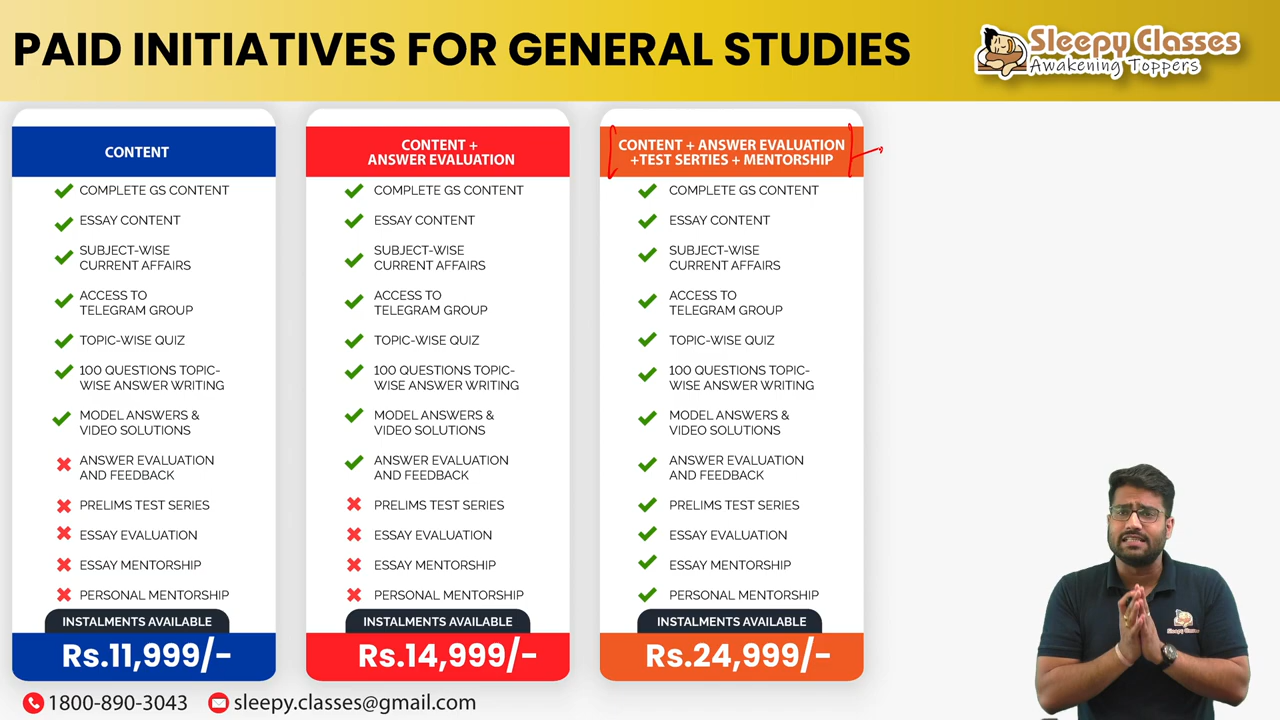 PAID INITIATIVES FOR GENERAL STUDIES
Sleepy Classes
Awakening Toppers
CONTENT
COMPLETE GS CONTENT
ESSAY CONTENT
SUBJECT-WISE
CURRENT AFFAIRS
ACCESS TO
TELEGRAM GROUP
TOPIC-WISE QUIZ
100 QUESTIONS TOPIC-
WISE ANSWER WRITING
MODEL ANSWERS &
VIDEO SOLUTIONS
ANSWER EVALUATION
AND FEEDBACK
PRELIMS TEST SERIES
ESSAY EVALUATION
ESSAY MENTORSHIP
PERSONAL MENTORSHIP
INSTALMENTS AVAILABLE
Rs.11,999/-
CONTENT +
ANSWER EVALUATION
COMPLETE GS CONTENT
ESSAY CONTENT
SUBJECT-WISE
CURRENT AFFAIRS
ACCESS TO
TELEGRAM GROUP
TOPIC-WISE QUIZ
100 QUESTIONS TOPIC-
WISE ANSWER WRITING
MODEL ANSWERS &
VIDEO SOLUTIONS
ANSWER EVALUATION
AND FEEDBACK
PRELIMS TEST SERIES
ESSAY EVALUATION
ESSAY MENTORSHIP
PERSONAL MENTORSHIP
INSTALMENTS AVAILABLE
Rs.14,999/-
CONTENT + ANSWER EVALUATION
+TEST SERTIES + MENTORSHIP
COMPLETE GS CONTENT
ESSAY CONTENT
SUBJECT-WISE
CURRENT AFFAIRS
ACCESS TO
TELEGRAM GROUP
TOPIC-WISE QUIZ
100 QUESTIONS TOPIC-
WISE ANSWER WRITING
MODEL ANSWERS &
VIDEO SOLUTIONS
ANSWER EVALUATION
AND FEEDBACK
PRELIMS TEST SERIES
ESSAY EVALUATION
ESSAY MENTORSHIP
PERSONAL MENTORSHIP
INSTALMENTS AVAILABLE
Rs.24,999/-
1800-890-3043
sleepy.classes@gmail.com
Sleepy Classes